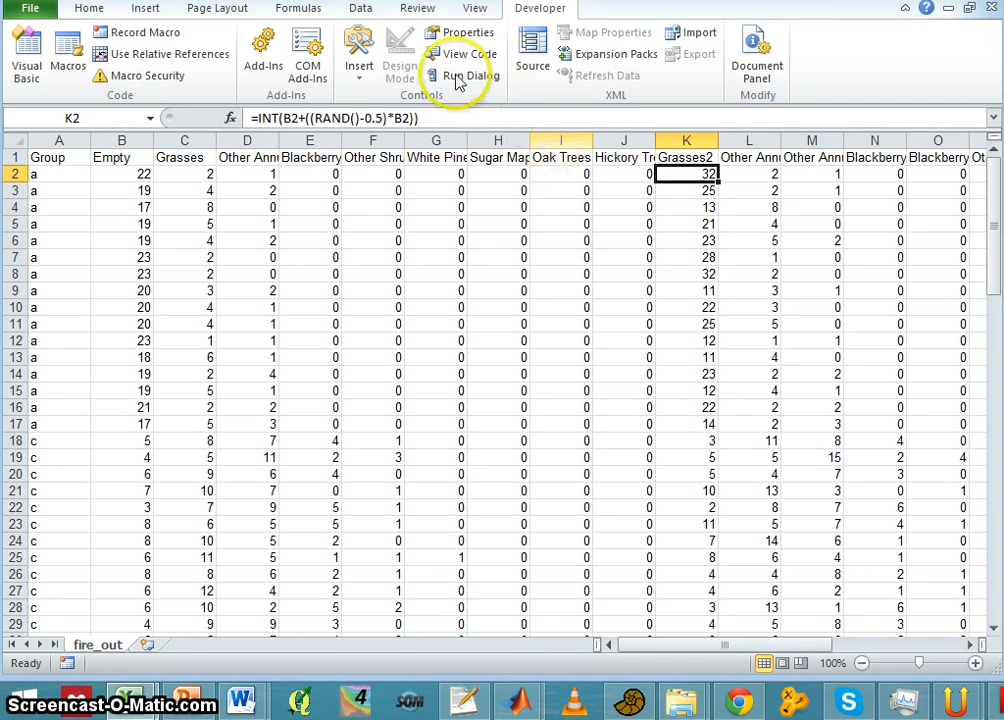 File Home Insert Page Layout Formulas Data Review View Developer
Visual Basic
Macros
Record Macro
Use Relative References
Macro Security
Code
Add-Ins
COM Add-Ins
Add-Ins
Insert
Design Mode
Properties
View Code
Run Dialog
Controls
Source
Map Properties
Expansion Packs
Refresh Data
Import
Export
XML
Document Panel
Modify
K2 fx =INT(B2+((RAND()-0.5)*B2))
A B C D E F G H I J K L M N O
1 Group Empty Grasses Other Annu Blackberry Other Shru White Pine Sugar Map Oak Trees Hickory Tr Grasses2 Other Annu Other Annu Blackberry Blackberry Ot
2 a 22 2 1 0 0 0 0 0 0 32 2 1 0 0
3 a 19 4 2 0 0 0 0 0 0 25 2 1 0 0
4 a 17 8 0 0 0 0 0 0 0 13 8 0 0 0
5 a 19 5 1 0 0 0 0 0 0 21 4 0 0 0
6 a 19 4 2 0 0 0 0 0 0 23 5 2 0 0
7 a 23 2 0 0 0 0 0 0 0 28 1 0 0 0
8 a 23 2 0 0 0 0 0 0 0 32 2 0 0 0
9 a 20 3 2 0 0 0 0 0 0 11 3 1 0 0
10 a 20 4 1 0 0 0 0 0 0 22 3 0 0 0
11 a 20 4 1 0 0 0 0 0 0 25 5 0 0 0
12 a 23 1 1 0 0 0 0 0 0 12 1 1 0 0
13 a 18 6 1 0 0 0 0 0 0 11 4 0 0 0
14 a 19 2 4 0 0 0 0 0 0 23 2 2 0 0
15 a 19 5 1 0 0 0 0 0 0 12 4 1 0 0
16 a 21 2 2 0 0 0 0 0 0 22 2 0 0 0
17 a 17 5 3 0 0 0 0 0 0 14 2 3 0 0
18 c 5 8 7 4 1 0 0 0 0 3 11 8 4 0
19 c 4 5 11 2 3 0 0 0 0 5 5 15 2 4
20 c 6 9 6 4 0 0 0 0 0 5 4 7 3 0
21 c 7 10 7 0 1 0 0 0 0 10 13 3 0 1
22 c 3 7 9 5 1 0 0 0 0 2 8 7 6 0
23 c 8 6 5 5 1 0 0 0 0 11 5 7 4 1
24 c 8 10 5 2 0 0 0 0 0 7 14 6 1 0
25 c 6 11 5 1 1 1 0 0 0 8 6 4 1 0
26 c 8 8 6 2 1 0 0 0 0 4 4 8 2 1
27 c 6 12 4 2 1 0 0 0 0 4 6 2 1 1
28 c 6 10 2 5 2 0 0 0 0 3 13 1 6 1
29 c 4 9 9 3 0 0 0 0 0 4 5 8 3 0
fire_out
Ready 100%
Screencast-O-Matic.com